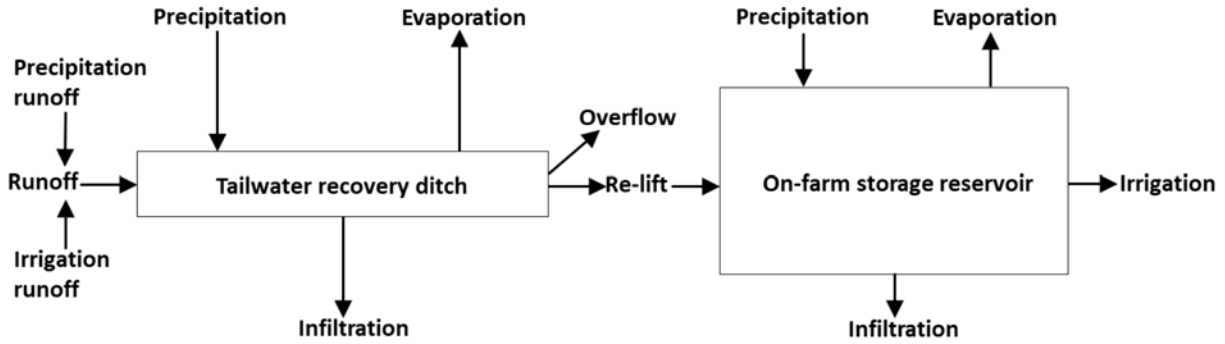 Precipitation
Evaporation
Precipitation
Evaporation
Precipitation
runoff
Overflow
Runoff
Tailwater recovery ditch
Re-lift
On-farm storage reservoir
Irrigation
Irrigation
runoff
Infiltration
Infiltration